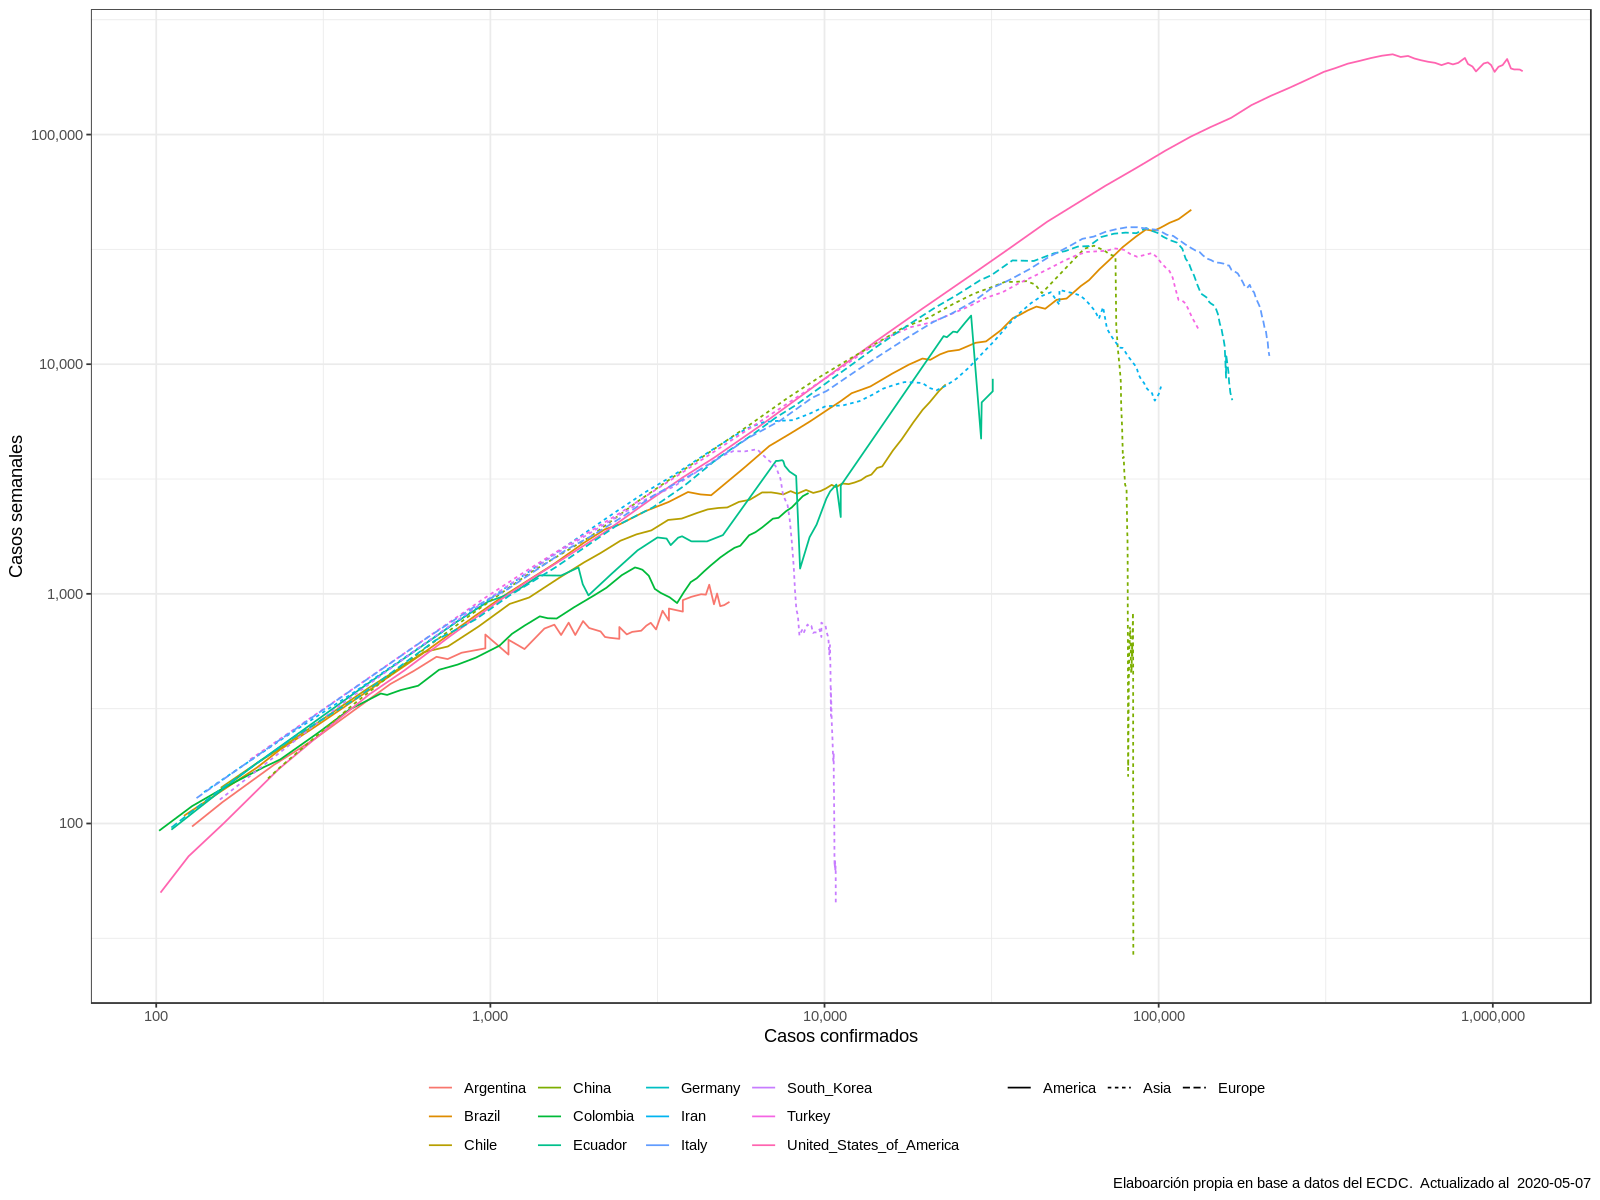 Casos semanales
100,000
10,000
1,000
100
100 1,000 10,000 100,000 1,000,000
Casos confirmados
Argentina China Germany South_Korea America Asia Europe
Brazil Colombia Iran Turkey
Chile Ecuador Italy United_States_of_America
Elaboarción propia en base a datos del ECDC. Actualizado al 2020-05-07